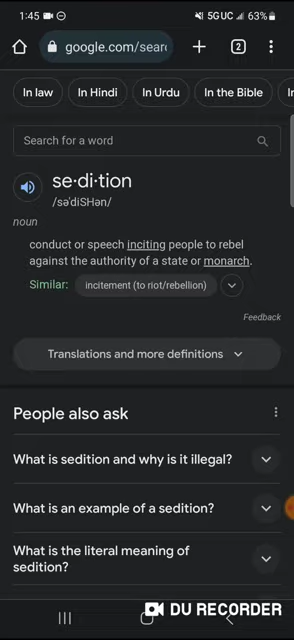 1:45
5G UC 63%
google.com/searc
2
In law
In Hindi
In Urdu
In the Bible
In
Search for a word
se·di·tion
/səˈdiSHən/
noun
conduct or speech inciting people to rebel
against the authority of a state or monarch.
Similar: incitement (to riot/rebellion)
Feedback
Translations and more definitions
People also ask
What is sedition and why is it illegal?
What is an example of a sedition?
What is the literal meaning of
sedition?
DU RECORDER